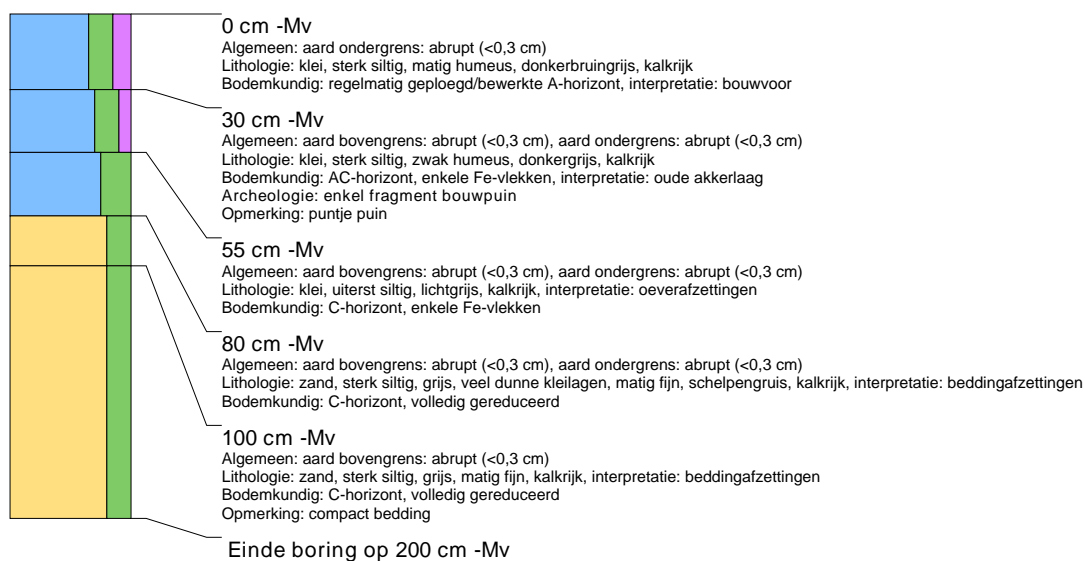 0 cm -Mv
Algemeen: aard ondergrens: abrupt (<0,3 cm)
Lithologie: klei, sterk siltig, matig humeus, donkerbruingrijs, kalkrijk
Bodemkundig: regelmatig geploegd/bewerkte A-horizont, interpretatie: bouwvoor
30 cm -Mv
Algemeen: aard bovengrens: abrupt (<0,3 cm), aard ondergrens: abrupt (<0,3 cm)
Lithologie: klei, sterk siltig, zwak humeus, donkergrijs, kalkrijk
Bodemkundig: AC-horizont, enkele Fe-vlekken, interpretatie: oude akkerlaag
Archeologie: enkel fragment bouwpuin
Opmerking: puntje puin
55 cm -Mv
Algemeen: aard bovengrens: abrupt (<0,3 cm), aard ondergrens: abrupt (<0,3 cm)
Lithologie: klei, uiterst siltig, lichtgrijs, kalkrijk, interpretatie: oeverafzettingen
Bodemkundig: C-horizont, enkele Fe-vlekken
80 cm -Mv
Algemeen: aard bovengrens: abrupt (<0,3 cm), aard ondergrens: abrupt (<0,3 cm)
Lithologie: zand, sterk siltig, grijs, veel dunne kleilagen, matig fijn, schelpengruis, kalkrijk, interpretatie: beddingafzettingen
Bodemkundig: C-horizont, volledig gereduceerd
100 cm -Mv
Algemeen: aard bovengrens: abrupt (<0,3 cm)
Lithologie: zand, sterk siltig, grijs, matig fijn, kalkrijk, interpretatie: beddingafzettingen
Bodemkundig: C-horizont, volledig gereduceerd
Opmerking: compact bedding
Einde boring op 200 cm -Mv